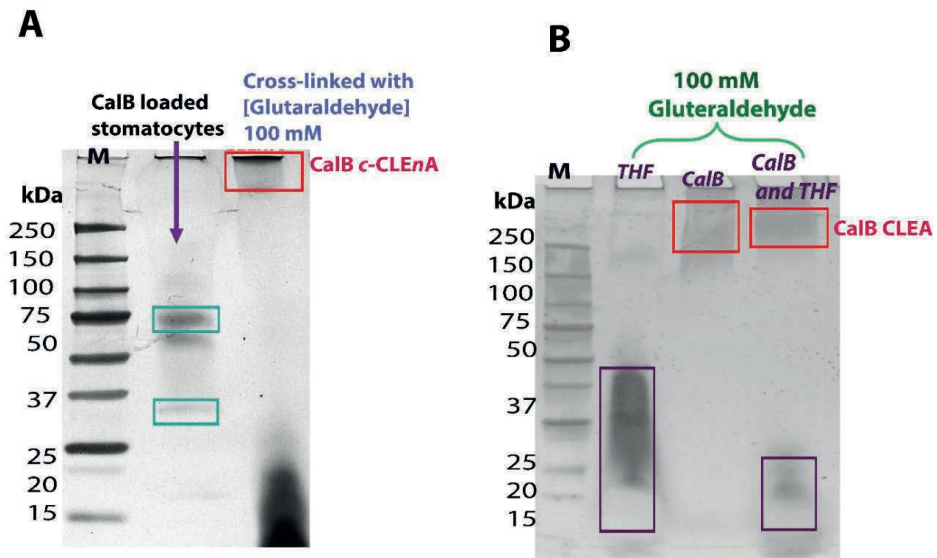 A
CalB loaded
stomatocytes
Cross-linked with
[Glutaraldehyde]
100 mM
M
CalB c-CLEnA
kDa
250
150
100
75
50
37
25
20
15
B
100 mM
Gluteraldehyde
M
THF
CalB
CalB
and THF
kDa
CalB CLEA
250
150
100
75
50
37
25
20
15